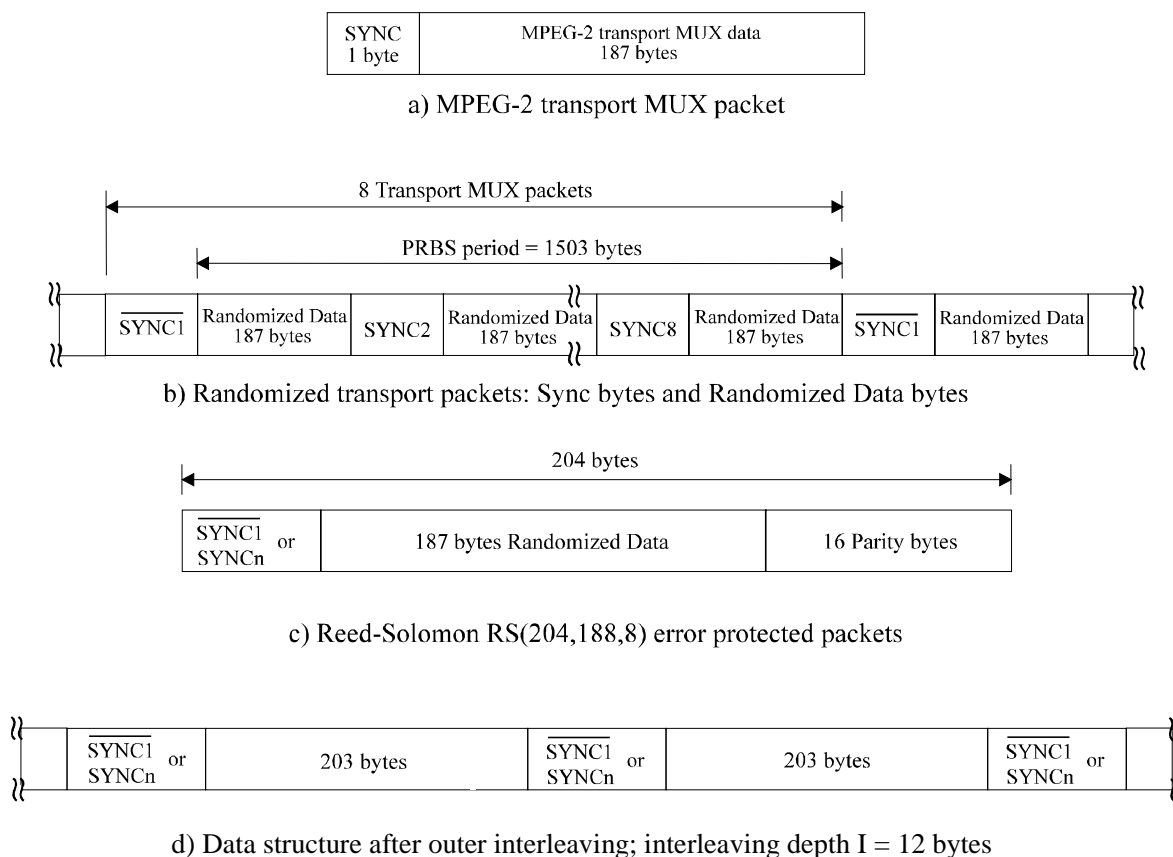 SYNC
1 byte
MPEG-2 transport MUX data
187 bytes
a) MPEG-2 transport MUX packet
8 Transport MUX packets
PRBS period = 1503 bytes
SYNC1
Randomized Data
187 bytes
SYNC2
Randomized Data
187 bytes
SYNC8
Randomized Data
187 bytes
SYNC1
Randomized Data
187 bytes
b) Randomized transport packets: Sync bytes and Randomized Data bytes
204 bytes
SYNC1 or
SYNCn
187 bytes Randomized Data
16 Parity bytes
c) Reed-Solomon RS(204,188,8) error protected packets
SYNC1 or
SYNCn
203 bytes
SYNC1 or
SYNCn
203 bytes
SYNC1 or
SYNCn
d) Data structure after outer interleaving; interleaving depth I = 12 bytes